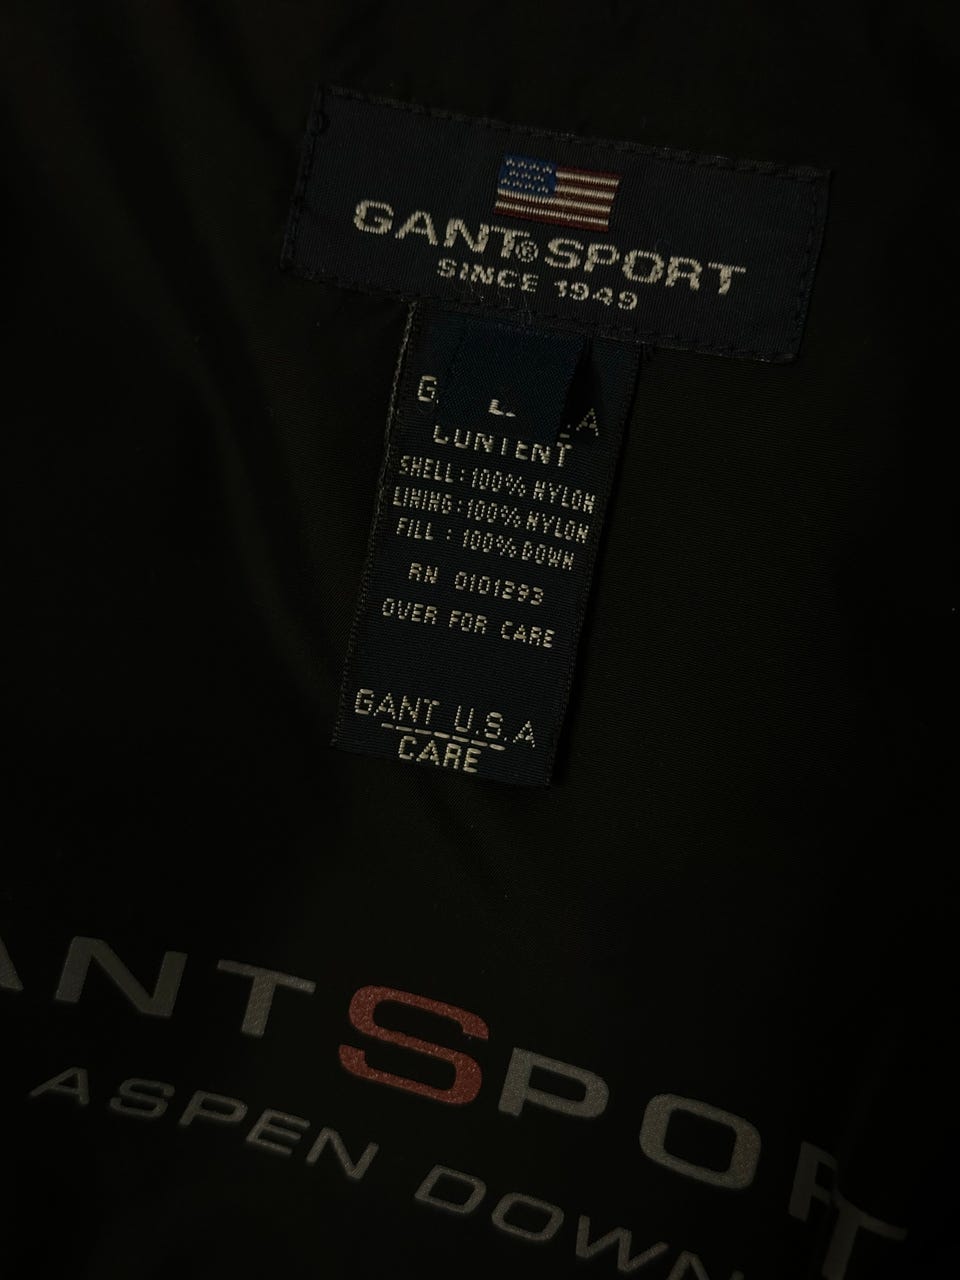 GANT® SPORT
SINCE 1949
L.
G A
CONTENT
SHELL: 100% NYLON
LINING: 100% NYLON
FILL : 100% DOWN
RN 0101293
OVER FOR CARE
GANT U.S.A
CARE
ANTSPORT
ASPEN DOWN